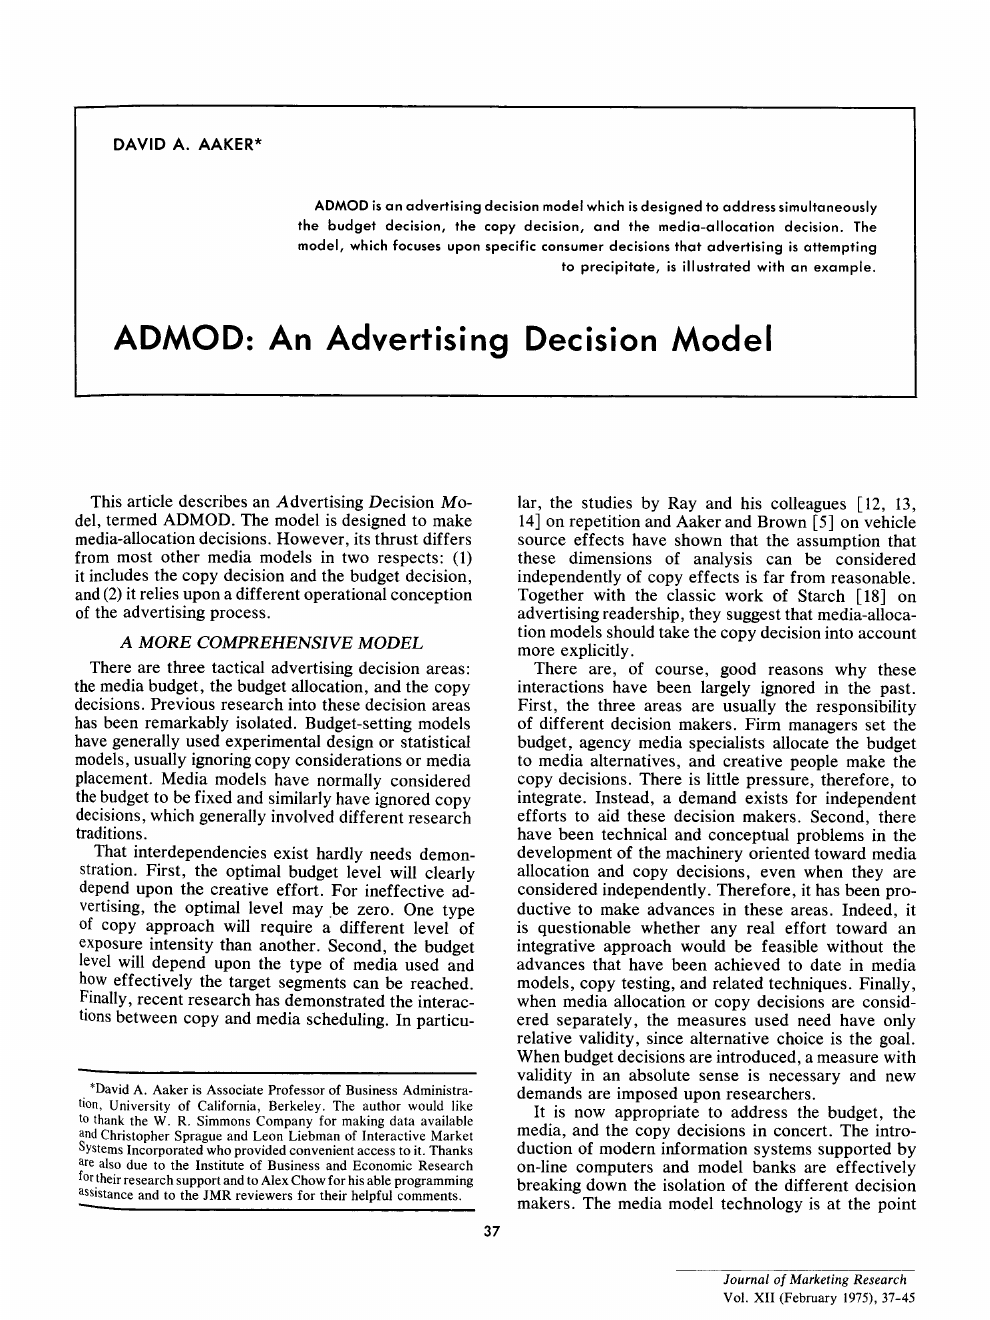 DAVID A. AAKER*
ADMOD is an advertising decision model which is designed to address simultaneously
the budget decision, the copy decision, and the media-allocation decision. The
model, which focuses upon specific consumer decisions that advertising is attempting
to precipitate, is illustrated with an example.
ADMOD: An Advertising Decision Model
This article describes an Advertising Decision Mo-
del, termed ADMOD. The model is designed to make
media-allocation decisions. However, its thrust differs
from most other media models in two respects: (1)
it includes the copy decision and the budget decision,
and (2) it relies upon a different operational conception
of the advertising process.
A MORE COMPREHENSIVE MODEL
There are three tactical advertising decision areas:
the media budget, the budget allocation, and the copy
decisions. Previous research into these decision areas
has been remarkably isolated. Budget-setting models
have generally used experimental design or statistical
models, usually ignoring copy considerations or media
placement. Media models have normally considered
the budget to be fixed and similarly have ignored copy
decisions, which generally involved different research
traditions.
That interdependencies exist hardly needs demon-
stration. First, the optimal budget level will clearly
depend upon the creative effort. For ineffective ad-
vertising, the optimal level may be zero. One type
of copy approach will require a different level of
exposure intensity than another. Second, the budget
level will depend upon the type of media used and
how effectively the target segments can be reached.
Finally, recent research has demonstrated the interac-
tions between copy and media scheduling. In particu-
*David A. Aaker is Associate Professor of Business Administra-
tion, University of California, Berkeley. The author would like
to thank the W. R. Simmons Company for making data available
and Christopher Sprague and Leon Liebman of Interactive Market
Systems Incorporated who provided convenient access to it. Thanks
are also due to the Institute of Business and Economic Research
for their research support and to Alex Chow for his able programming
assistance and to the JMR reviewers for their helpful comments.
lar, the studies by Ray and his colleagues [12, 13,
14] on repetition and Aaker and Brown [5] on vehicle
source effects have shown that the assumption that
these dimensions of analysis can be considered
independently of copy effects is far from reasonable.
Together with the classic work of Starch [18] on
advertising readership, they suggest that media-alloca-
tion models should take the copy decision into account
more explicitly.
There are, of course, good reasons why these
interactions have been largely ignored in the past.
First, the three areas are usually the responsibility
of different decision makers. Firm managers set the
budget, agency media specialists allocate the budget
to media alternatives, and creative people make the
copy decisions. There is little pressure, therefore, to
integrate. Instead, a demand exists for independent
efforts to aid these decision makers. Second, there
have been technical and conceptual problems in the
development of the machinery oriented toward media
allocation and copy decisions, even when they are
considered independently. Therefore, it has been pro-
ductive to make advances in these areas. Indeed, it
is questionable whether any real effort toward an
integrative approach would be feasible without the
advances that have been achieved to date in media
models, copy testing, and related techniques. Finally,
when media allocation or copy decisions are consid-
ered separately, the measures used need have only
relative validity, since alternative choice is the goal.
When budget decisions are introduced, a measure with
validity in an absolute sense is necessary and new
demands are imposed upon researchers.
It is now appropriate to address the budget, the
media, and the copy decisions in concert. The intro-
duction of modern information systems supported by
on-line computers and model banks are effectively
breaking down the isolation of the different decision
makers. The media model technology is at the point
37
Journal of Marketing Research
Vol. XII (February 1975), 37-45